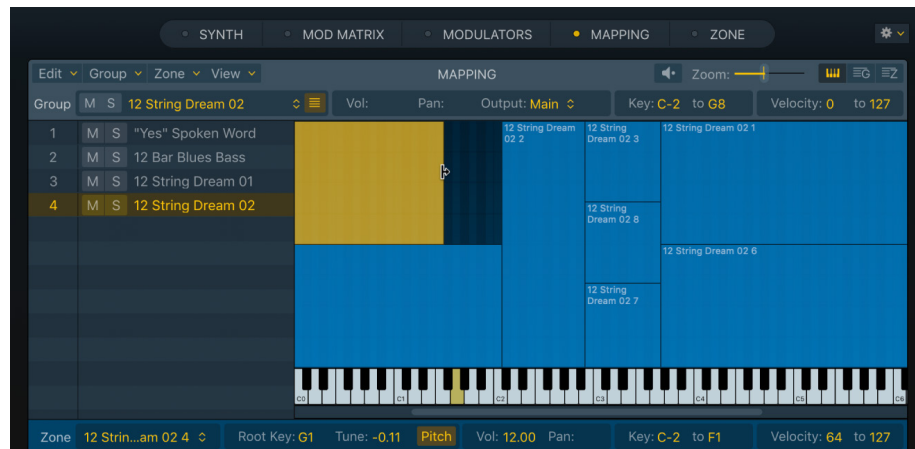 SYNTH MOD MATRIX MODULATORS MAPPING ZONE
Edit Group Zone View MAPPING Zoom: G Z
Group M S 12 String Dream 02 Vol: Pan: Output: Main Key: C-2 to G8 Velocity: 0 to 127
1 M S "Yes" Spoken Word
2 M S 12 Bar Blues Bass
3 M S 12 String Dream 01
4 M S 12 String Dream 02
12 String Dream
02 2
12 String
Dream 02 3
12 String Dream 02 1
12 String
Dream 02 8
12 String Dream 02 6
12 String
Dream 02 7
C0 C1 C2 C3 C4 C5 C6
Zone 12 Strin...am 02 4 Root Key: G1 Tune: -0.11 Pitch Vol: 12.00 Pan: Key: C-2 to F1 Velocity: 64 to 127